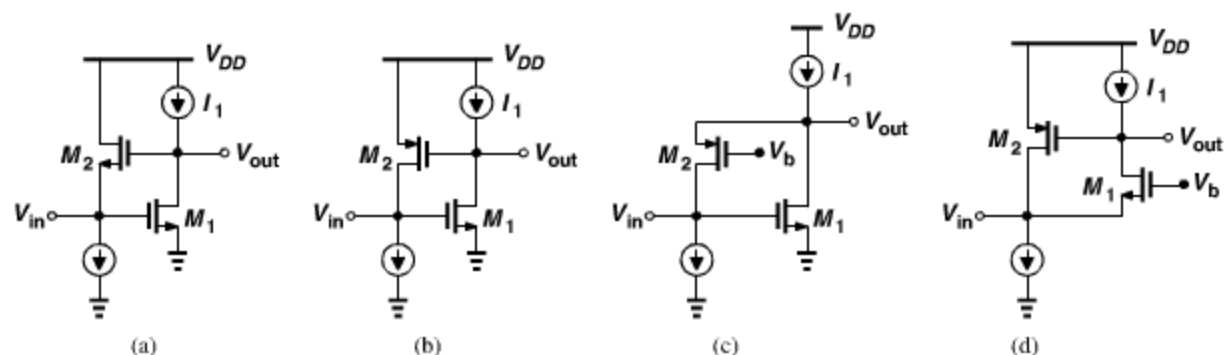 V_DD
I_1
M_2
V_out
V_in
M_1
(a)
V_DD
I_1
M_2
V_out
V_in
M_1
(b)
V_DD
I_1
V_out
M_2
V_b
V_in
M_1
(c)
V_DD
I_1
M_2
V_out
V_b
M_1
V_in
(d)